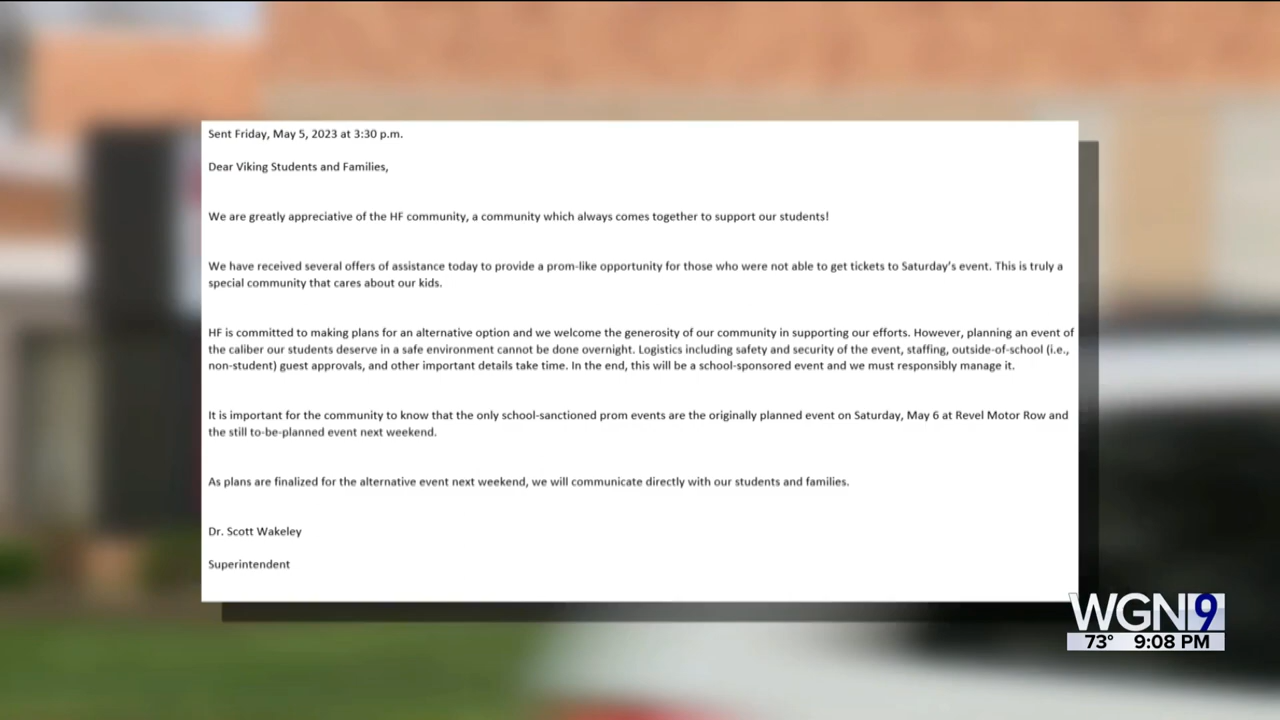 Sent Friday, May 5, 2023 at 3:30 p.m.
Dear Viking Students and Families,
We are greatly appreciative of the HF community, a community which always comes together to support our students!
We have received several offers of assistance today to provide a prom-like opportunity for those who were not able to get tickets to Saturday's event. This is truly a
special community that cares about our kids.
HF is committed to making plans for an alternative option and we welcome the generosity of our community in supporting our efforts. However, planning an event of
the caliber our students deserve in a safe environment cannot be done overnight. Logistics including safety and security of the event, staffing, outside-of-school (i.e.,
non-student) guest approvals, and other important details take time. In the end, this will be a school-sponsored event and we must responsibly manage it.
It is important for the community to know that the only school-sanctioned prom events are the originally planned event on Saturday, May 6 at Revel Motor Row and
the still to-be-planned event next weekend.
As plans are finalized for the alternative event next weekend, we will communicate directly with our students and families.
Dr. Scott Wakeley
Superintendent
WGN9
73° 9:08 PM